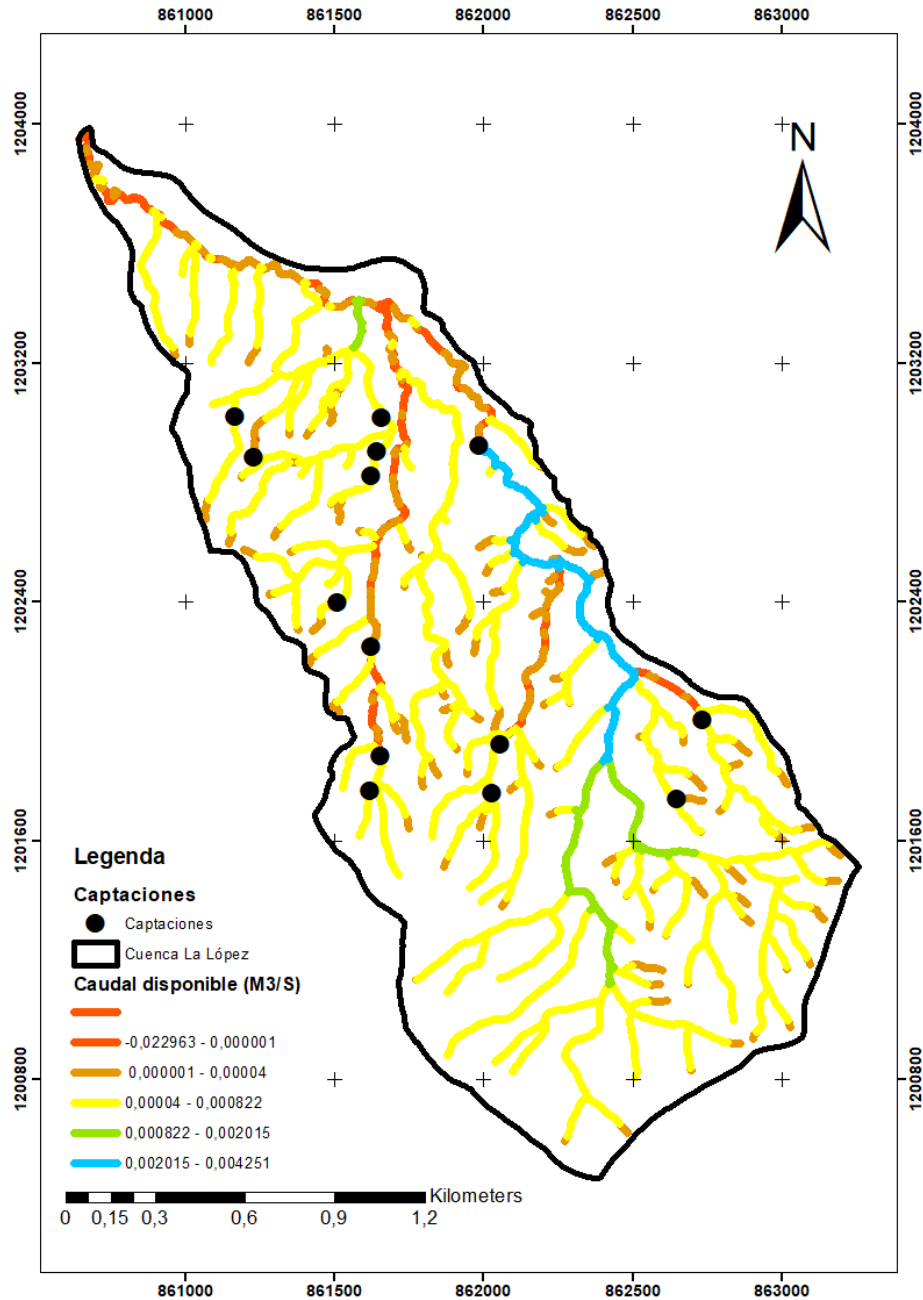 861000 861500 862000 862500 863000
1204000 1204000
N
1203200 1203200
1202400 1202400
1201600 1201600
Legenda
Captaciones
Captaciones
Cuenca La López
Caudal disponible (M3/S)
-0,022963 - 0,000001
0,000001 - 0,00004
1200800 1200800
0,00004 - 0,000822
0,000822 - 0,002015
0,002015 - 0,004251
Kilometers
0 0,15 0,3 0,6 0,9 1,2
861000 861500 862000 862500 863000